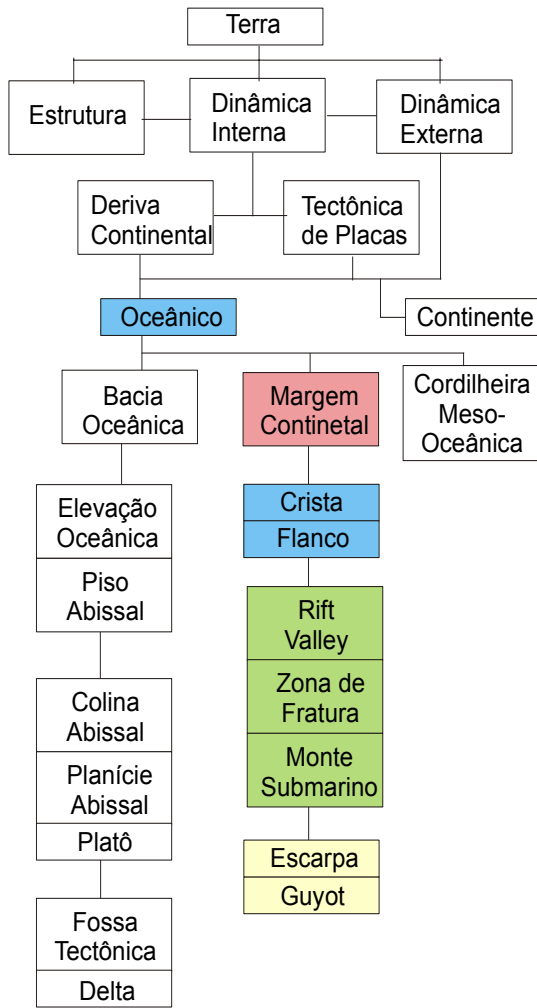 Terra
Estrutura
Dinâmica
Interna
Dinâmica
Externa
Deriva
Continental
Tectônica
de Placas
Oceânico
Continente
Bacia
Oceânica
Margem
Continetal
Cordilheira
Meso-
Oceânica
Elevação
Oceânica
Piso
Abissal
Crista
Flanco
Rift
Valley
Zona de
Fratura
Monte
Submarino
Colina
Abissal
Planície
Abissal
Platô
Escarpa
Guyot
Fossa
Tectônica
Delta